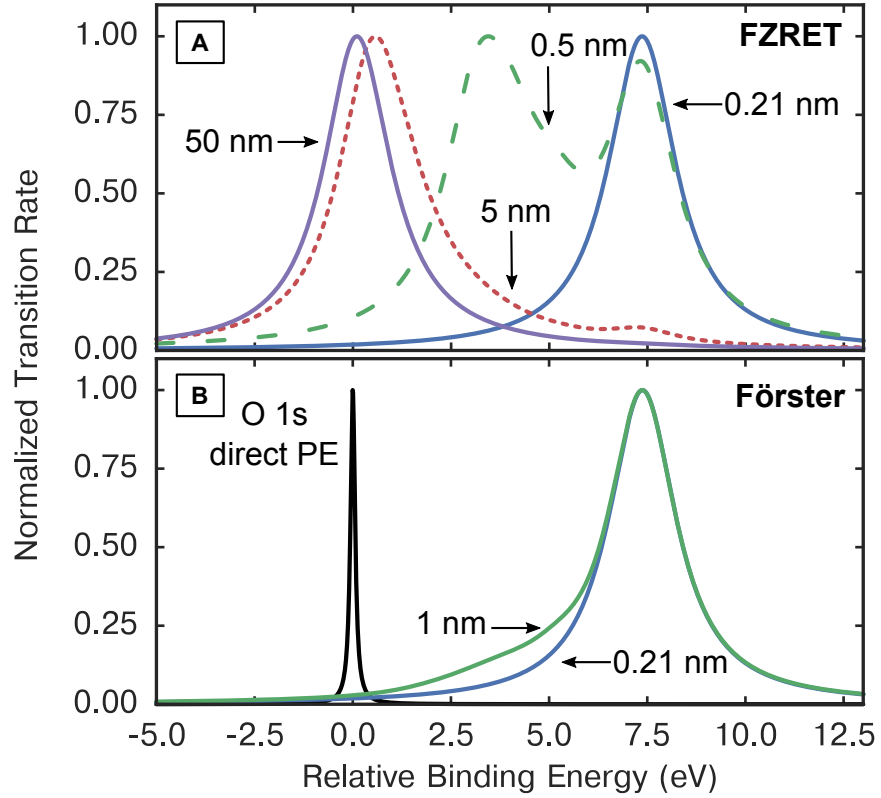 A
FZRET
1.00
0.75
0.50
0.25
0.00
50 nm
0.5 nm
0.21 nm
5 nm
B
Förster
1.00
0.75
0.50
0.25
0.00
O 1s
direct PE
1 nm
0.21 nm
-5.0
-2.5
0.0
2.5
5.0
7.5
10.0
12.5
Relative Binding Energy (eV)
Normalized Transition Rate